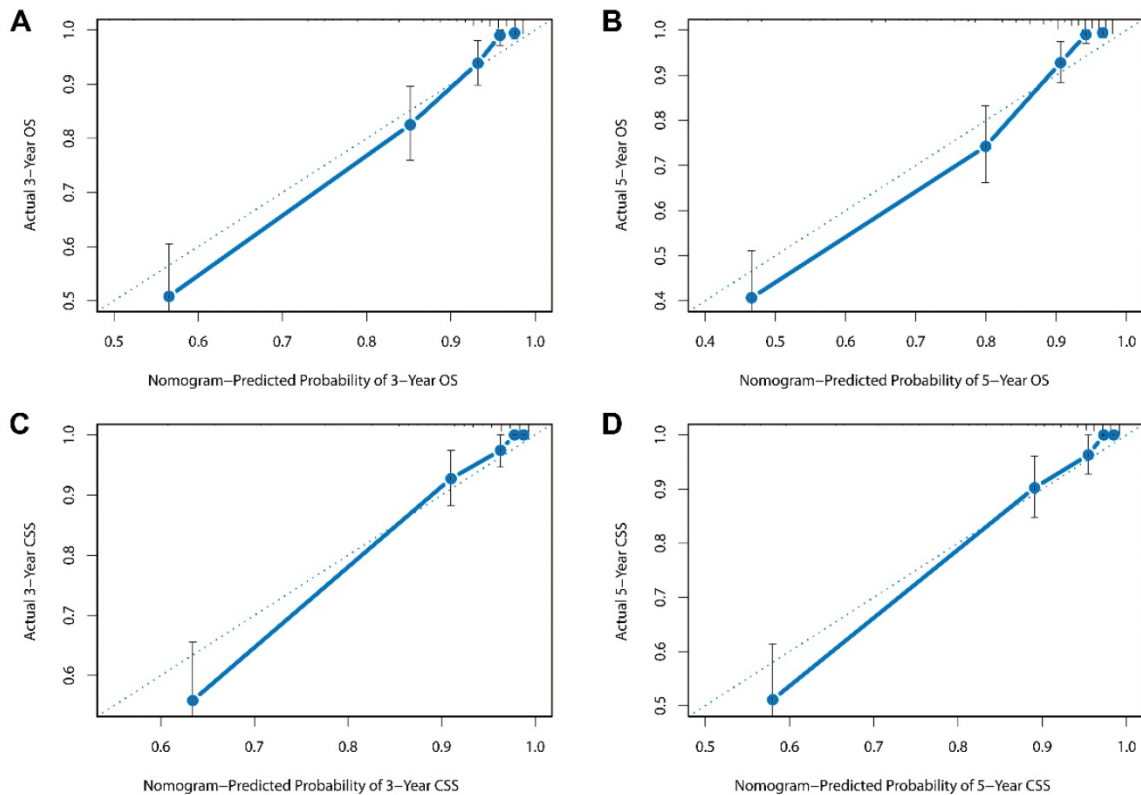 A
Actual 3−Year OS
1.0
0.9
0.8
0.7
0.6
0.5
0.5 0.6 0.7 0.8 0.9 1.0
Nomogram−Predicted Probability of 3−Year OS
B
Actual 5−Year OS
1.0
0.9
0.8
0.7
0.6
0.5
0.4
0.4 0.5 0.6 0.7 0.8 0.9 1.0
Nomogram−Predicted Probability of 5−Year OS
C
Actual 3−Year CSS
1.0
0.9
0.8
0.7
0.6
0.6 0.7 0.8 0.9 1.0
Nomogram−Predicted Probability of 3−Year CSS
D
Actual 5−Year CSS
1.0
0.9
0.8
0.7
0.6
0.5
0.5 0.6 0.7 0.8 0.9 1.0
Nomogram−Predicted Probability of 5−Year CSS